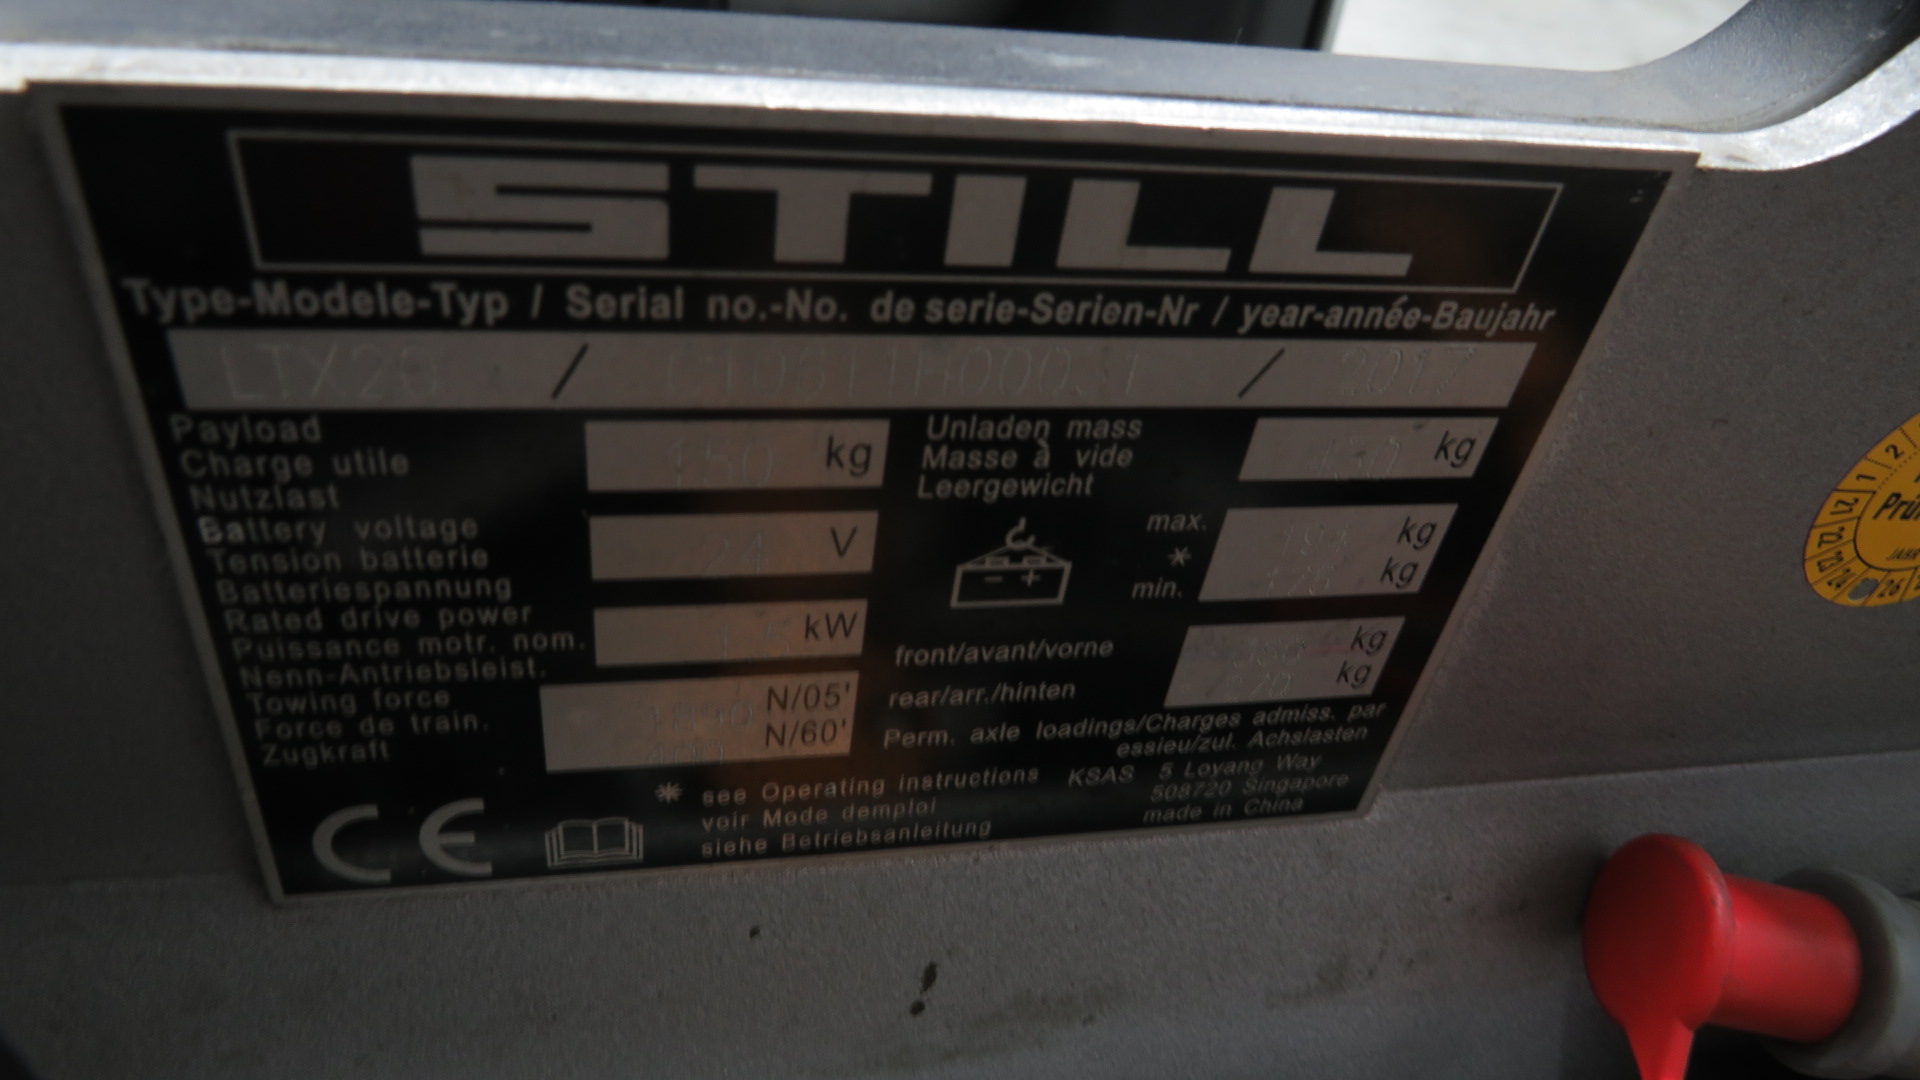 STILL
Type-Modele-Typ / Serial no.-No. de serie-Serien-Nr / year-année-Baujahr
LTX20 / / 2017
Payload
Charge utile
Nutzlast
150 kg
Unladen mass
Masse à vide
Leergewicht
kg
Battery voltage
Tension batterie
Batteriespannung
24 V
max. kg
*
min. kg
- +
Rated drive power
Puissance motr. nom.
Nenn-Antriebsleist.
kW
front/avant/vorne kg
rear/arr./hinten kg
Towing force
Force de train.
Zugkraft
N/05'
N/60'
Perm. axle loadings/Charges admiss. par
essieu/zul. Achslasten
CE
* see Operating instructions
voir Mode demploi
siehe Betriebsanleitung
KSAS 5 Loyang Way
508720 Singapore
made in China